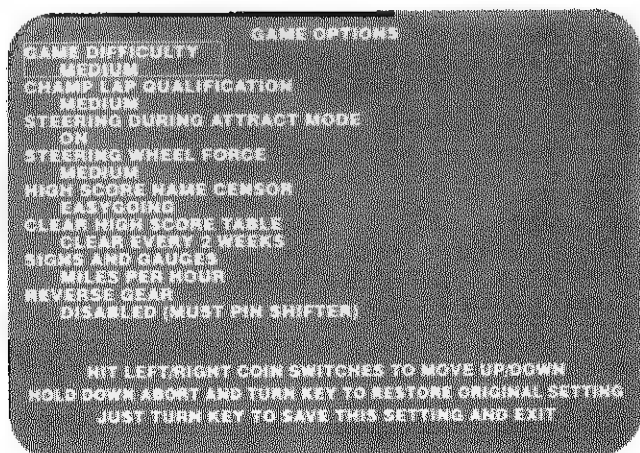 GAME OPTIONS
GAME DIFFICULTY
MEDIUM
CHAMP LAP QUALIFICATION
MEDIUM
STEERING DURING ATTRACT MODE
ON
STEERING WHEEL FORCE
MEDIUM
HIGH SCORE NAME CENSOR
EASYGOING
CLEAR HIGH SCORE TABLE
CLEAR EVERY 2 WEEKS
SIGNS AND GAUGES
MILES PER HOUR
REVERSE GEAR
DISABLED (MUST PIN SHIFTER)
HIT LEFT/RIGHT COIN SWITCHES TO MOVE UP/DOWN
HOLD DOWN ABORT AND TURN KEY TO RESTORE ORIGINAL SETTING
JUST TURN KEY TO SAVE THIS SETTING AND EXIT